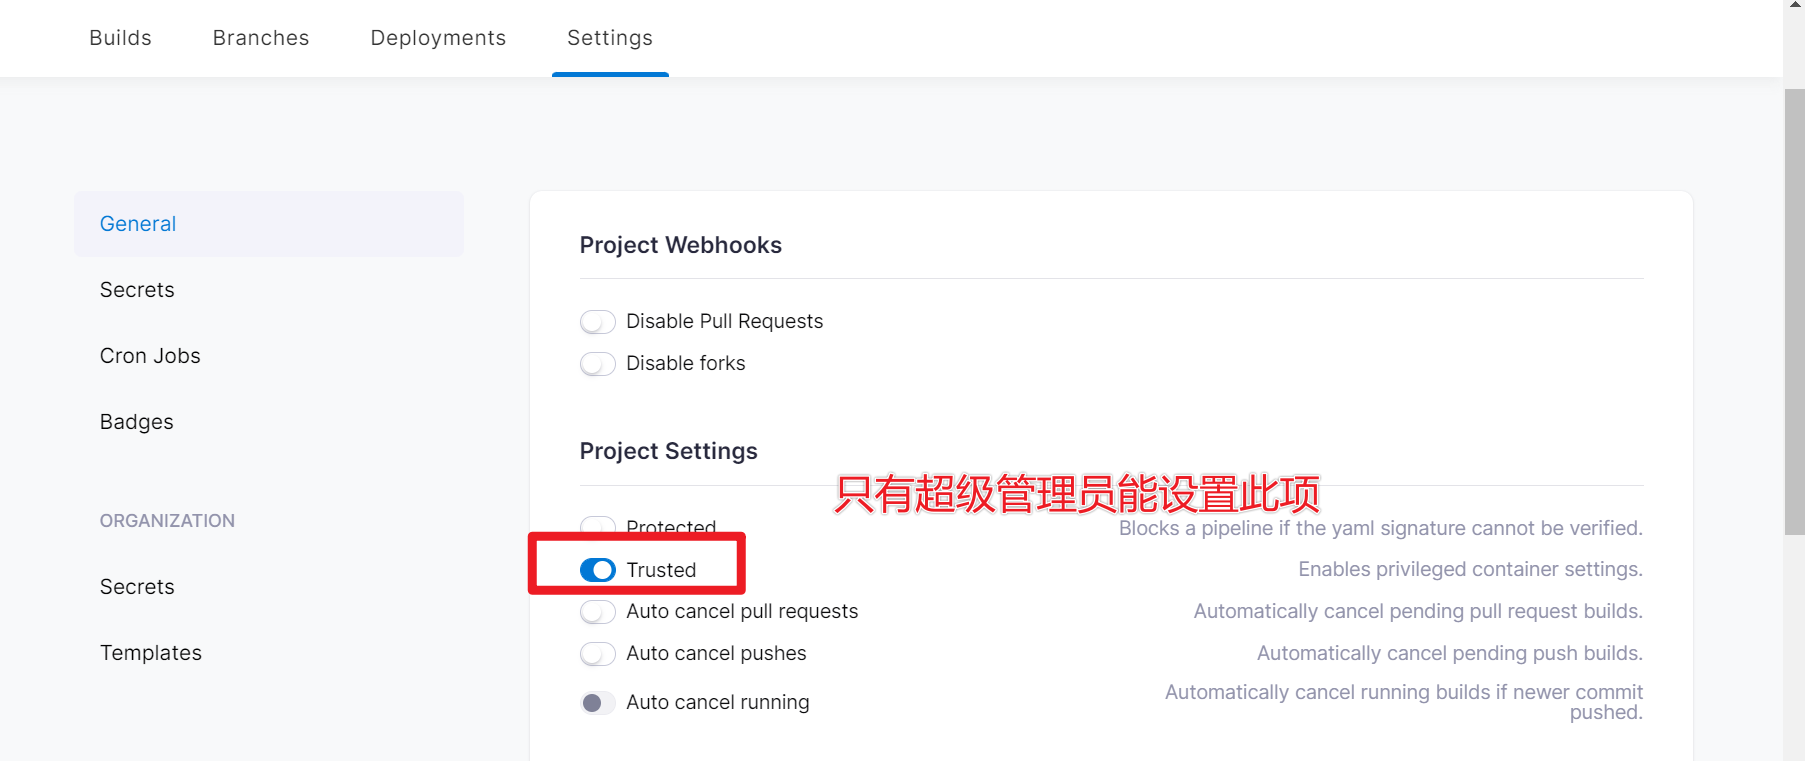 Builds Branches Deployments Settings
General
Secrets
Cron Jobs
Badges
ORGANIZATION
Secrets
Templates
Project Webhooks
Disable Pull Requests
Disable forks
Project Settings
只有超级管理员能设置此项
Protected Blocks a pipeline if the yaml signature cannot be verified.
Trusted Enables privileged container settings.
Auto cancel pull requests Automatically cancel pending pull request builds.
Auto cancel pushes Automatically cancel pending push builds.
Auto cancel running Automatically cancel running builds if newer commit
pushed.